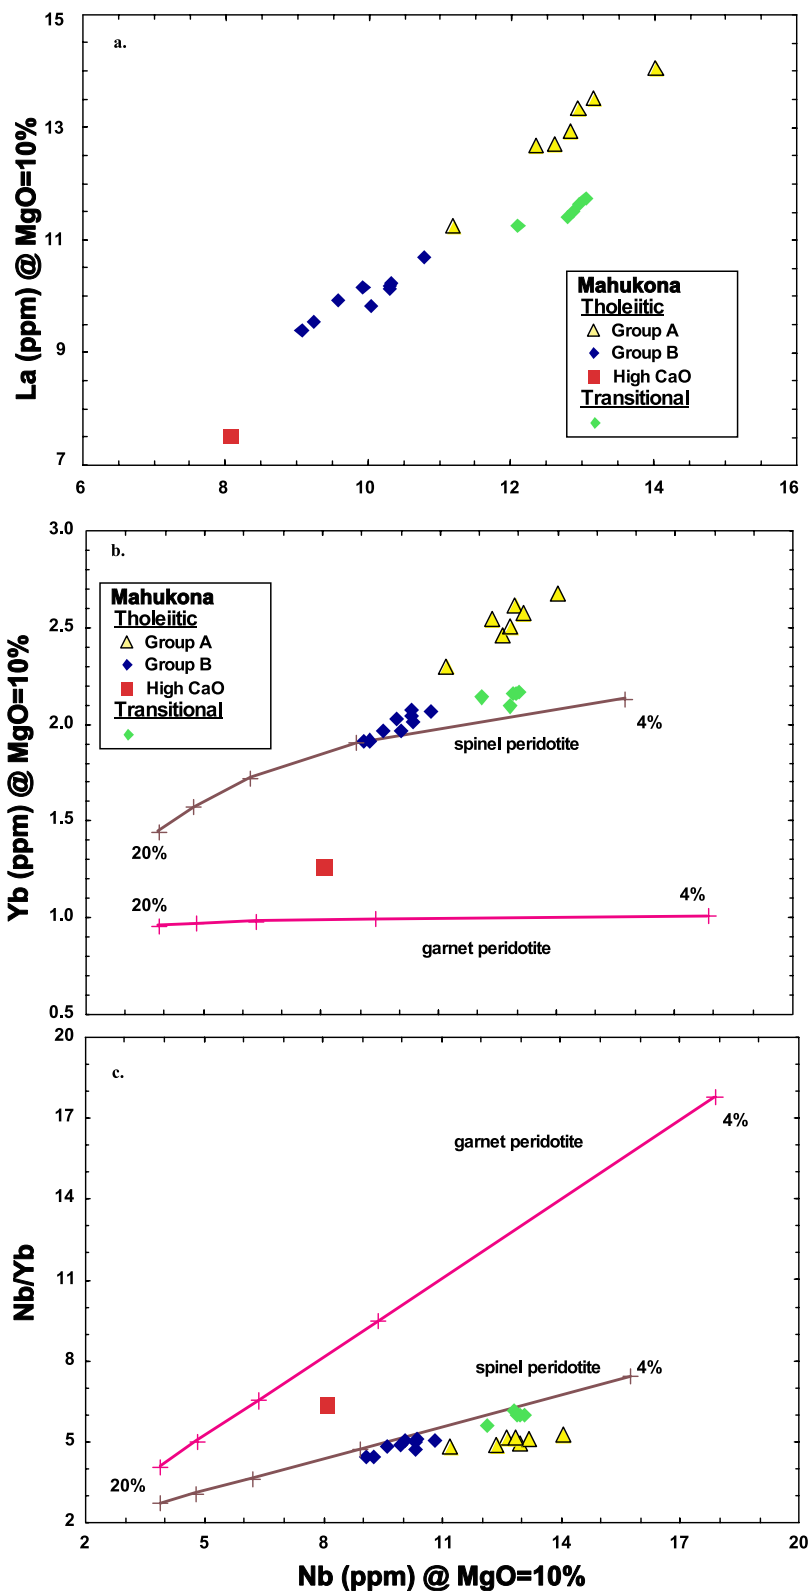 a.
15
13
11
9
7
La (ppm) @ MgO=10%
Mahukona
Tholeiitic
Group A
Group B
High CaO
Transitional
6
8
10
12
14
16
b.
3.0
2.5
2.0
1.5
1.0
0.5
Yb (ppm) @ MgO=10%
Mahukona
Tholeiitic
Group A
Group B
High CaO
Transitional
4%
spinel peridotite
20%
20%
4%
garnet peridotite
c.
20
17
14
11
8
5
2
Nb/Yb
4%
garnet peridotite
spinel peridotite
4%
20%
2
5
8
11
14
17
20
Nb (ppm) @ MgO=10%